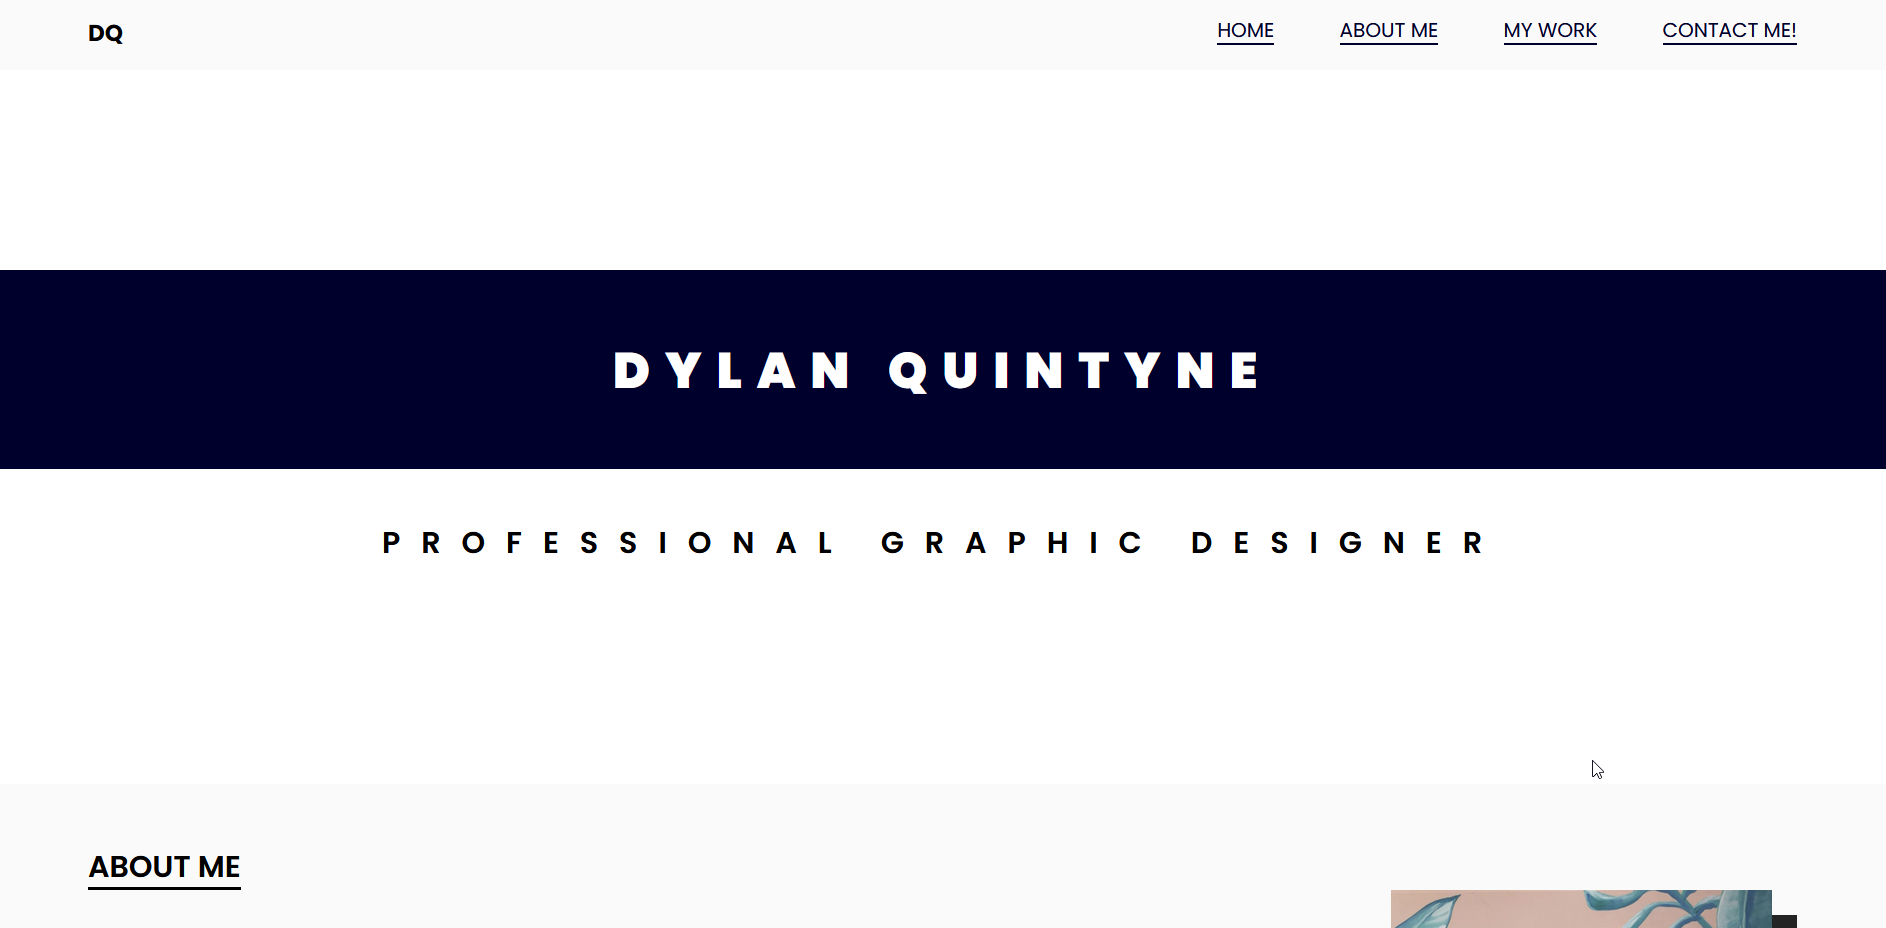 DQ
HOME ABOUT ME MY WORK CONTACT ME!
DYLAN QUINTYNE
PROFESSIONAL GRAPHIC DESIGNER
ABOUT ME